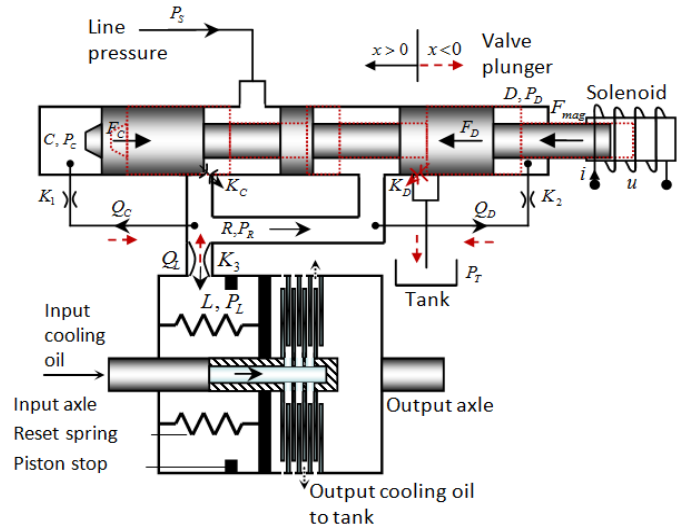 Line
pressure
P_S
x>0
x<0
Valve
plunger
Solenoid
D, P_D
F_mag
C, P_c
F_C
F_D
i
u
K_1
K_C
K_D
K_2
Q_C
Q_D
R, P_R
Q_L
K_3
P_T
Tank
L, P_L
Input
cooling
oil
Input axle
Output axle
Reset spring
Piston stop
Output cooling oil
to tank